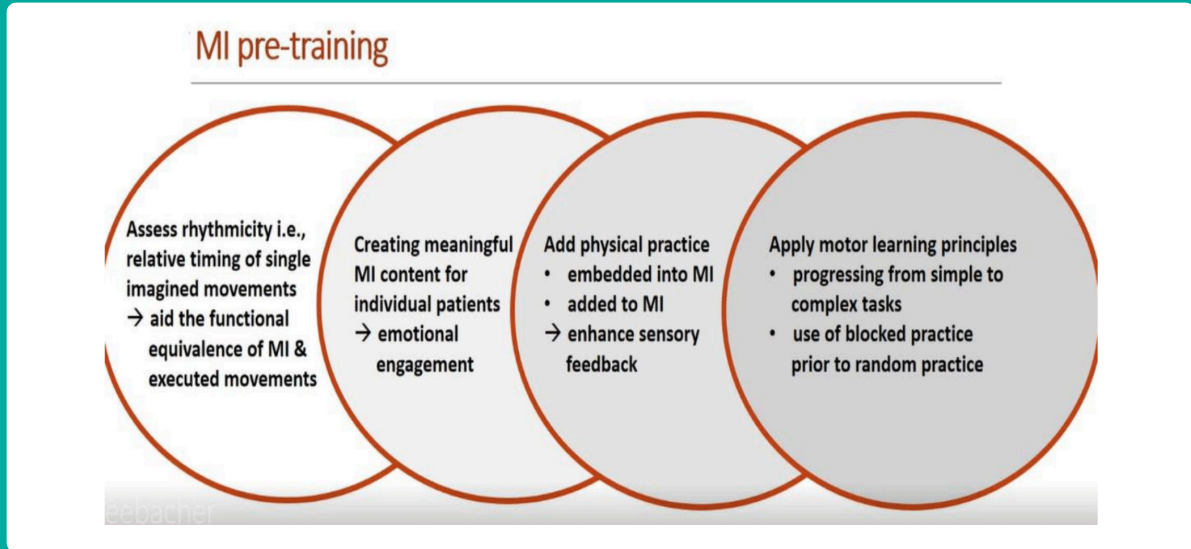 MI pre-training
Assess rhythmicity i.e.,
relative timing of single
imagined movements
→ aid the functional
equivalence of MI &
executed movements
Creating meaningful
MI content for
individual patients
→ emotional
engagement
Add physical practice
• embedded into MI
• added to MI
→ enhance sensory
feedback
Apply motor learning principles
• progressing from simple to
complex tasks
• use of blocked practice
prior to random practice
eebacher